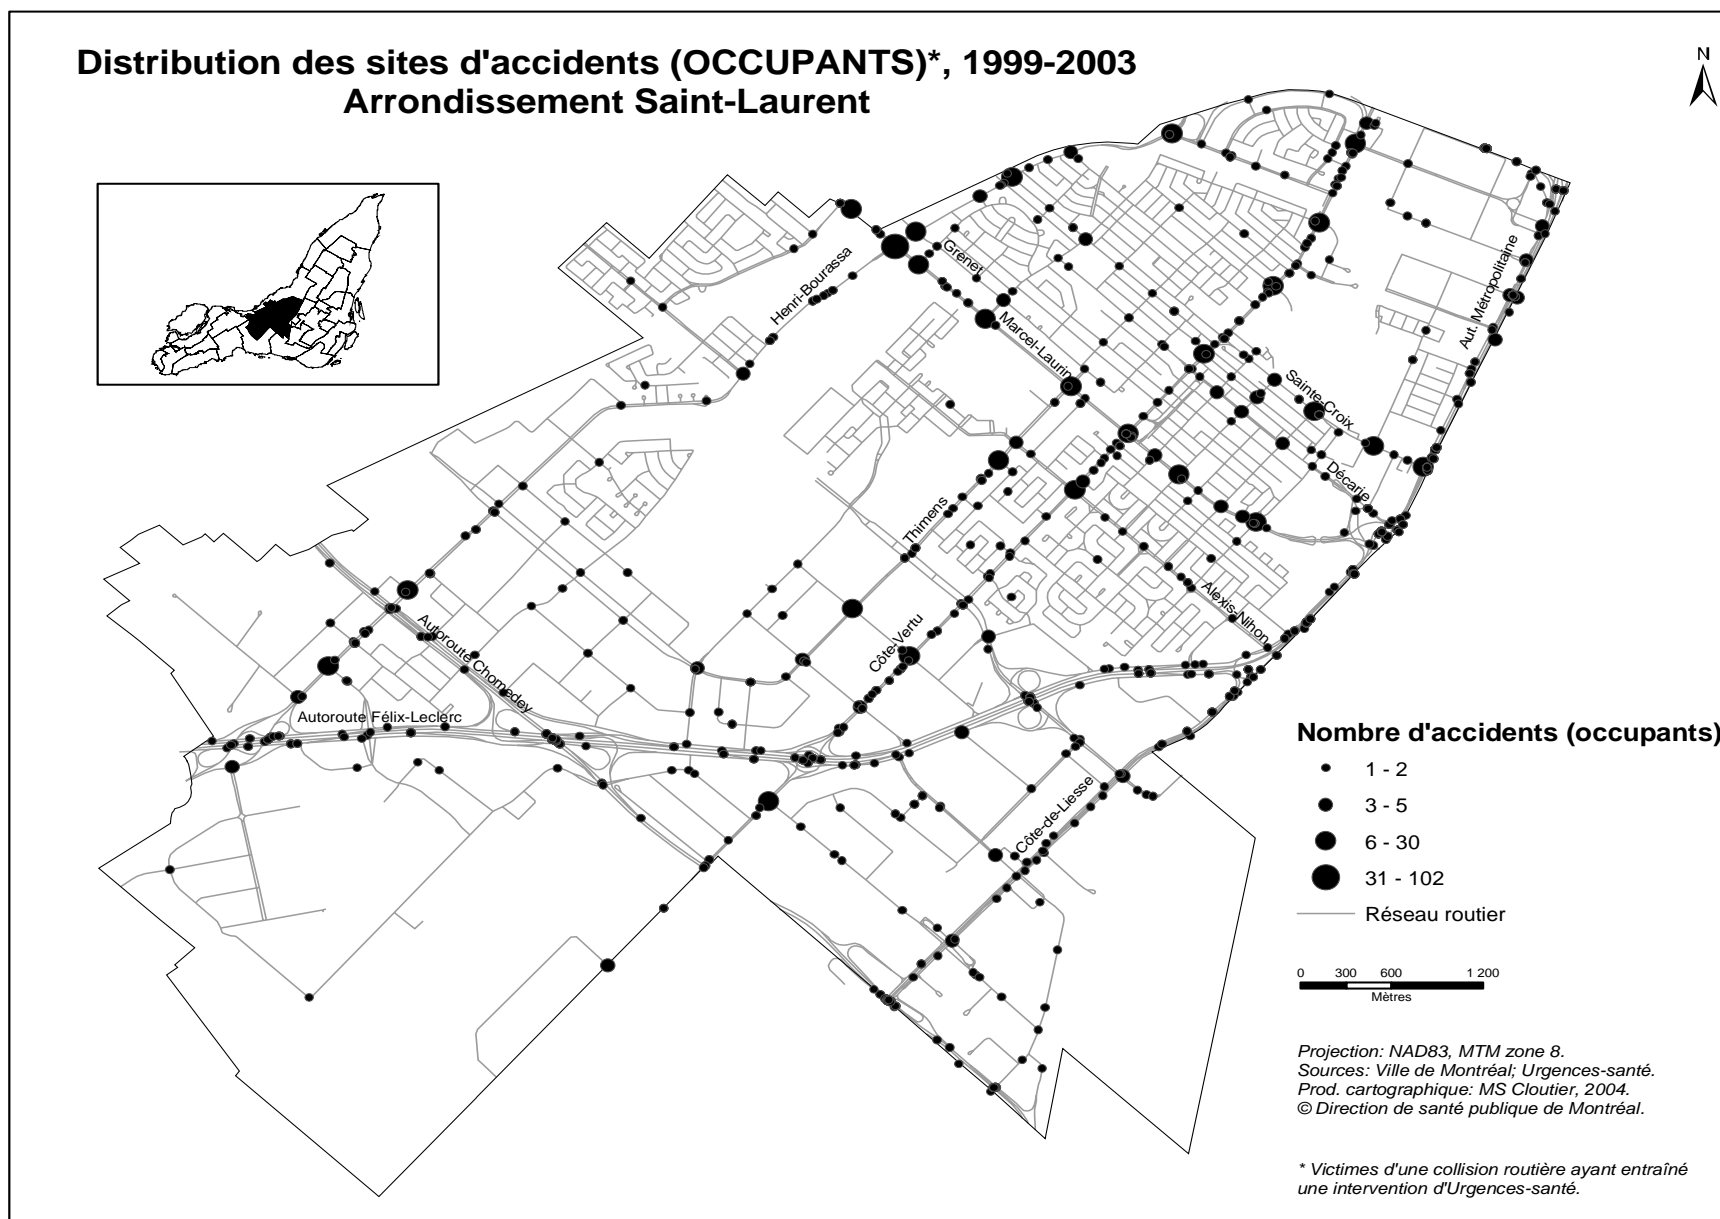 Distribution des sites d'accidents (OCCUPANTS)*, 1999-2003
Arrondissement Saint-Laurent
N
Henri-Bourassa
Grenet
Marcel-Laurin
Aut. Métropolitaine
Sainte-Croix
Décarie
Thimens
Alexis-Nihon
Côte-Vertu
Autoroute Chomedey
Autoroute Félix-Leclerc
Côte-de-Liesse
Nombre d'accidents (occupants)
1 - 2
3 - 5
6 - 30
31 - 102
Réseau routier
0 300 600 1 200
Mètres
Projection: NAD83, MTM zone 8.
Sources: Ville de Montréal; Urgences-santé.
Prod. cartographique: MS Cloutier, 2004.
© Direction de santé publique de Montréal.
* Victimes d'une collision routière ayant entraîné
une intervention d'Urgences-santé.